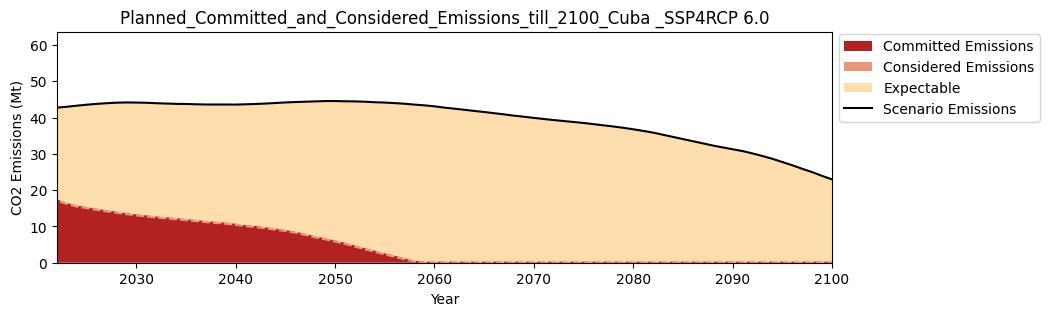 Planned_Committed_and_Considered_Emissions_till_2100_Cuba _SSP4RCP 6.0
60
50
40
30
20
10
0
CO2 Emissions (Mt)
2030 2040 2050 2060 2070 2080 2090 2100
Year
Committed Emissions
Considered Emissions
Expectable
Scenario Emissions